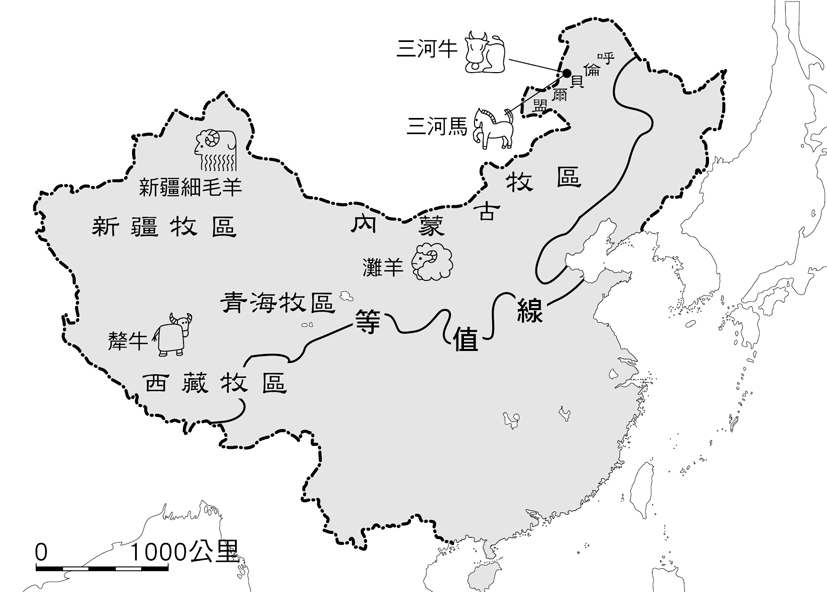 三河牛
呼倫貝爾盟
三河馬
新疆細毛羊
新疆牧區
內蒙古牧區
灘羊
青海牧區
等值線
犛牛
西藏牧區
0 1000公里